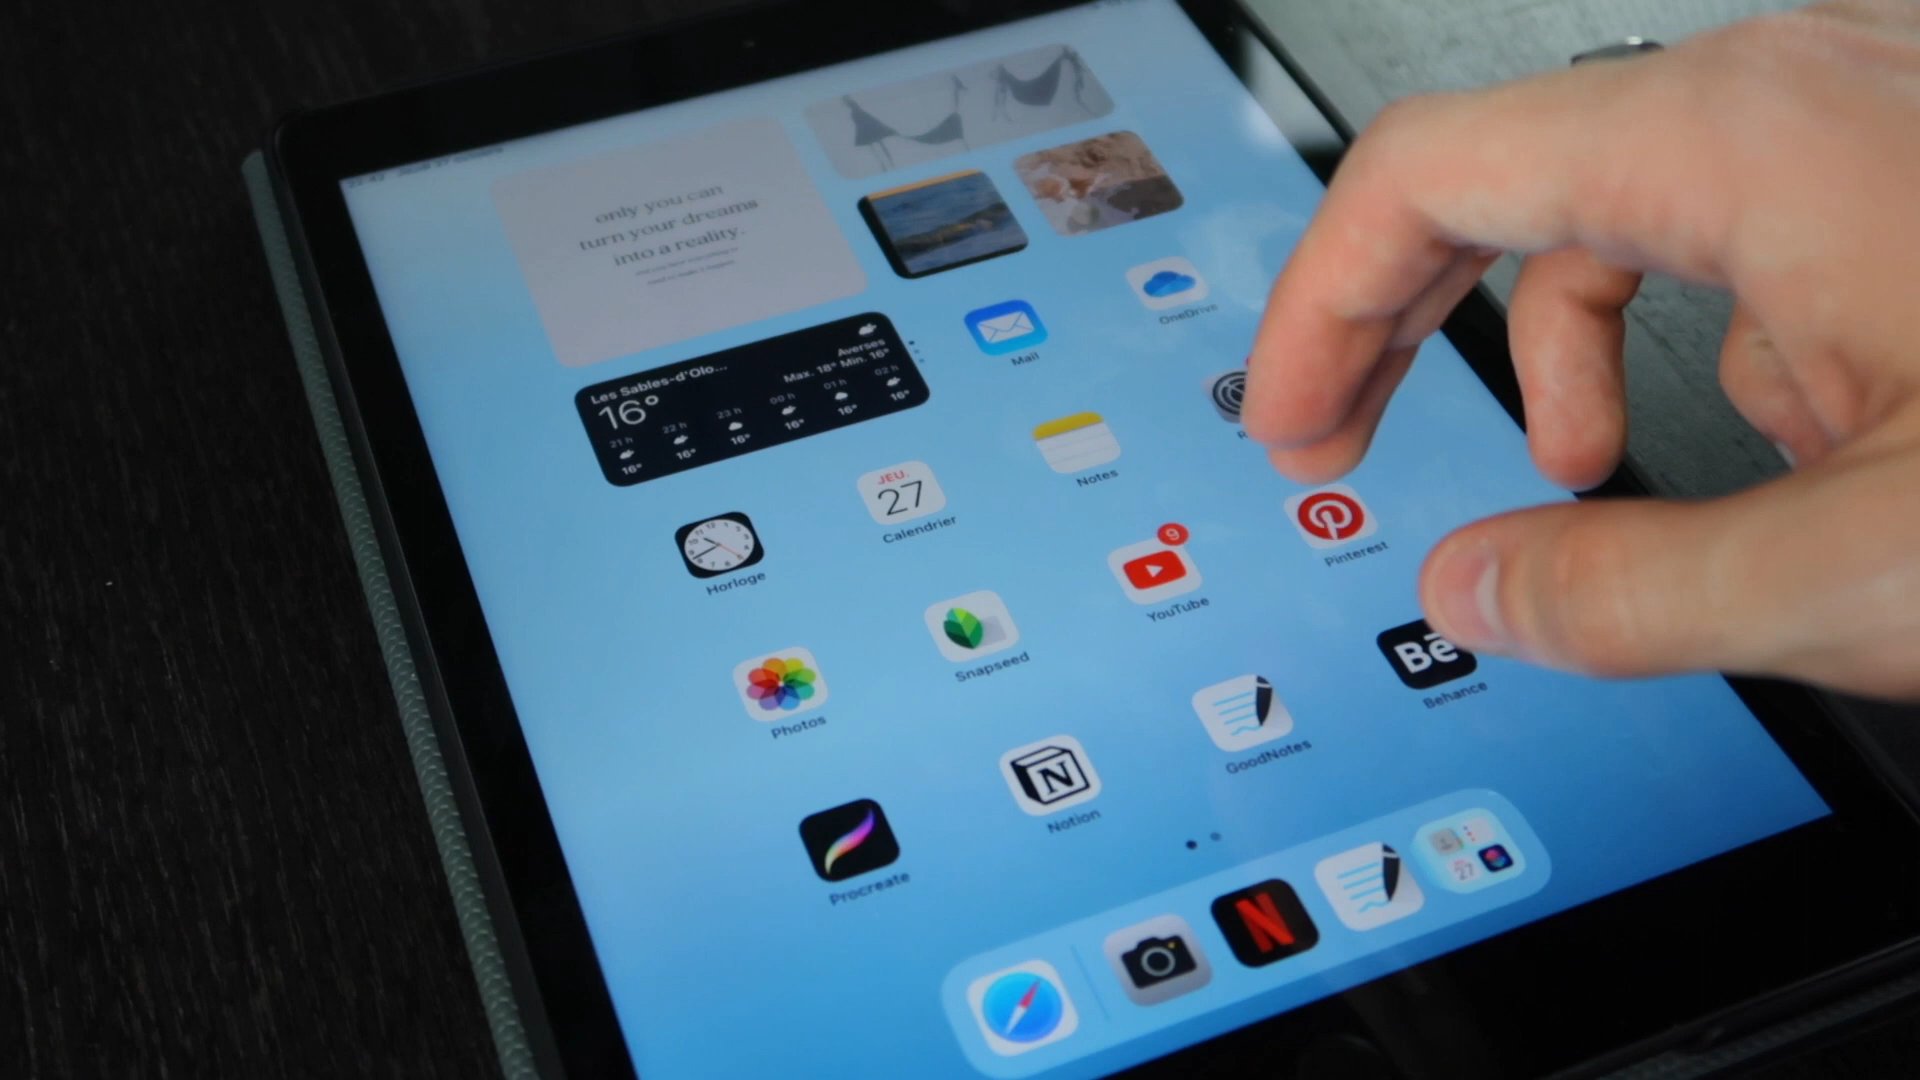 only you can
turn your dreams
into a reality.
Les Sables-d'Olo...
16°
Averses
Max. 18° Min. 16°
21 h 22 h 23 h 00 h 01 h 02 h
16° 16° 16° 16° 16° 16°
Mail
OneDrive
Horloge
JEU.
27
Calendrier
Notes
R
Photos
Snapseed
9
YouTube
Pinterest
Procreate
N
Notion
GoodNotes
Bē
Behance
N
27